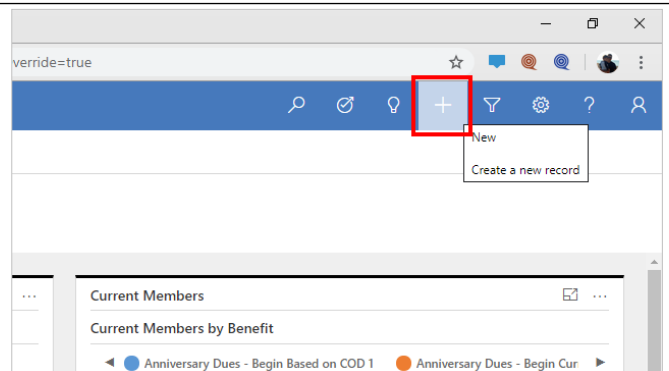 verride=true
New
Create a new record
Current Members
Current Members by Benefit
Anniversary Dues - Begin Based on COD 1
Anniversary Dues - Begin Cur